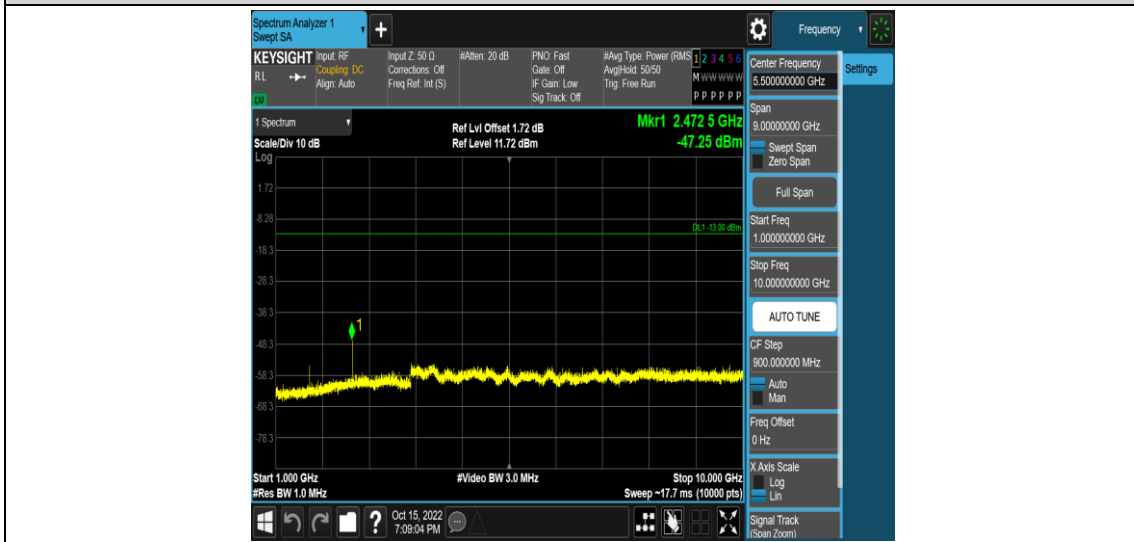 Spectrum Analyzer 1
Swept SA
+
Frequency
KEYSIGHT
RL
LXI
Input: RF
Coupling: DC
Align: Auto
Input Z: 50 Ω
Corrections: Off
Freq Ref: Int (S)
#Atten: 20 dB
PNO: Fast
Gate: Off
IF Gain: Low
Sig Track: Off
#Avg Type: Power (RMS
Avg|Hold: 50/50
Trig: Free Run
1 2 3 4 5 6
M W W W W W
P P P P P P
1 Spectrum
Scale/Div 10 dB
Log
Ref Lvl Offset 1.72 dB
Ref Level 11.72 dBm
Mkr1 2.472 5 GHz
-47.25 dBm
1.72
-8.28
DL1 -13.00 dBm
-18.3
-28.3
-38.3
1
-48.3
-58.3
-68.3
-78.3
Start 1.000 GHz
#Res BW 1.0 MHz
#Video BW 3.0 MHz
Stop 10.000 GHz
Sweep ~17.7 ms (10000 pts)
?
Oct 15, 2022
7:09:04 PM
Center Frequency
5.500000000 GHz
Settings
Span
9.00000000 GHz
Swept Span
Zero Span
Full Span
Start Freq
1.000000000 GHz
Stop Freq
10.000000000 GHz
AUTO TUNE
CF Step
900.000000 MHz
Auto
Man
Freq Offset
0 Hz
X Axis Scale
Log
Lin
Signal Track
(Span Zoom)